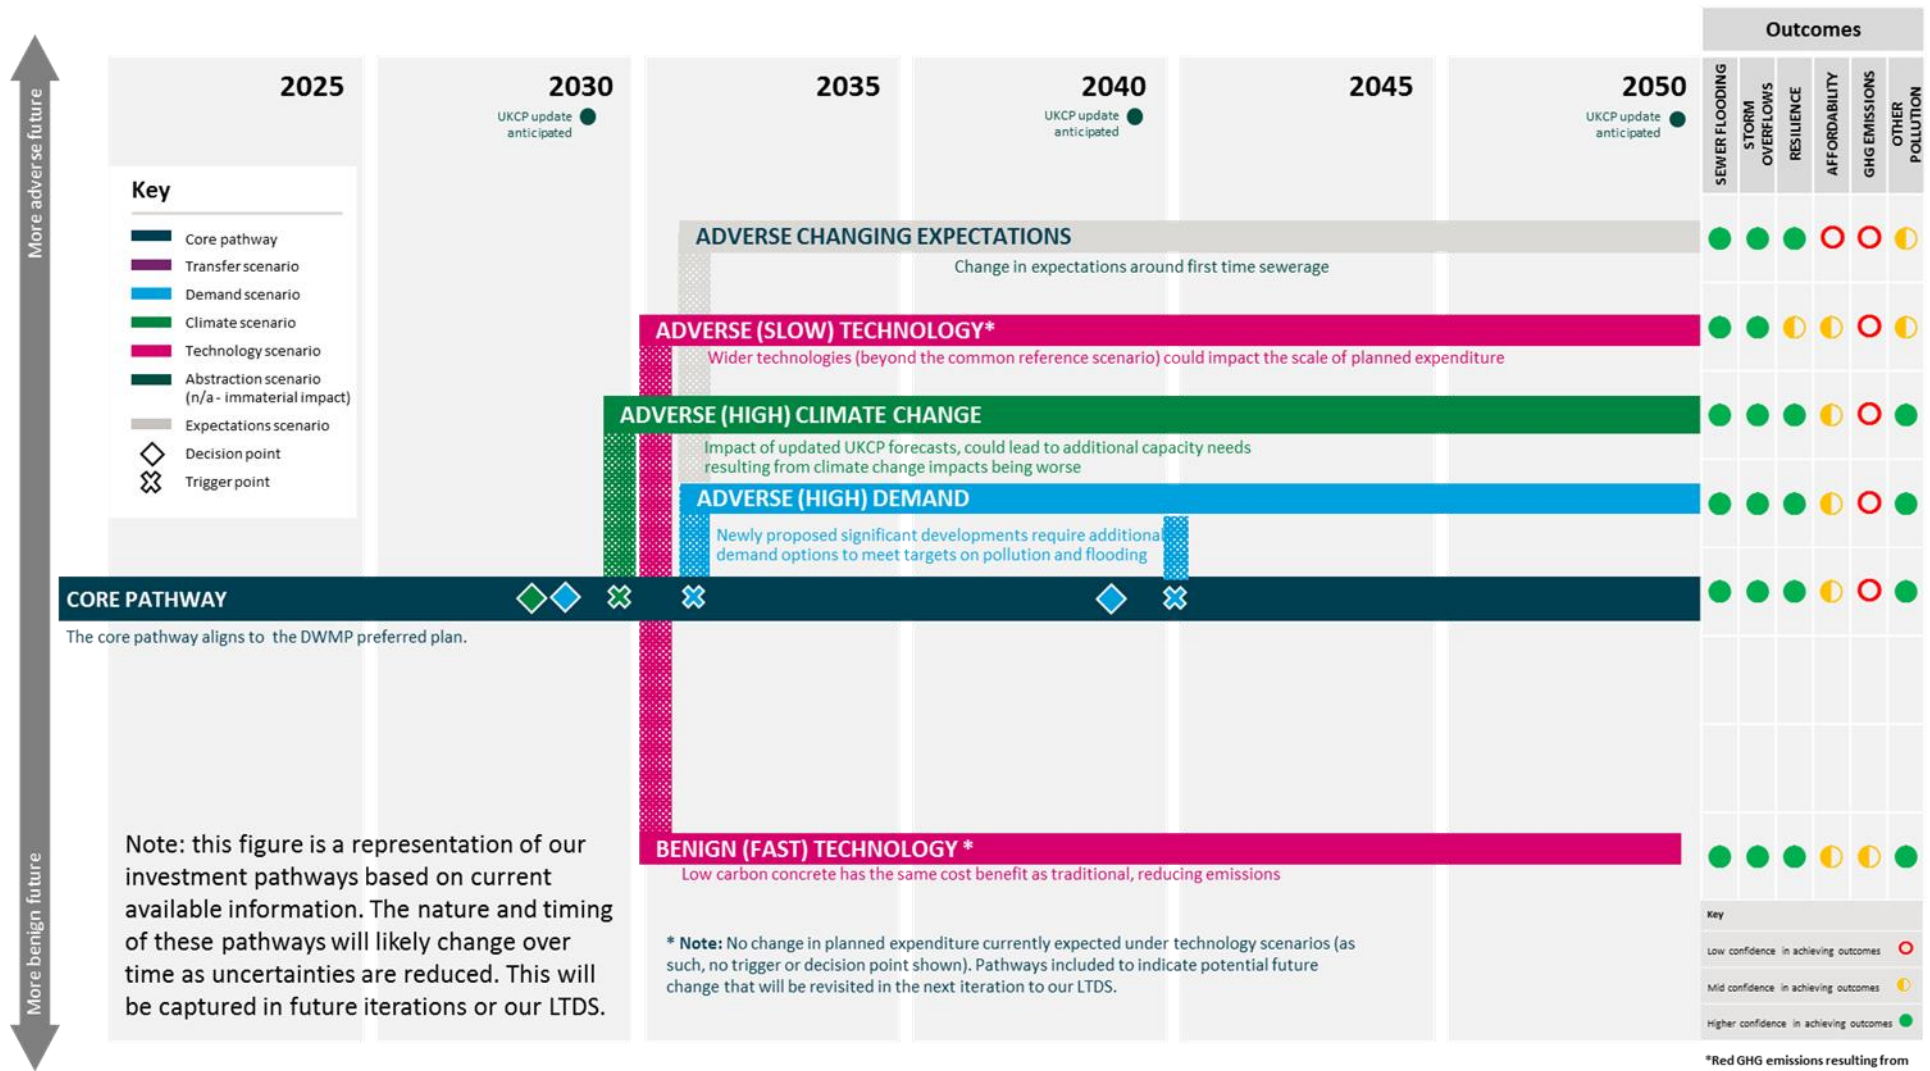 Outcomes
2025
2030
2035
2040
2045
2050
UKCP update
anticipated
UKCP update
anticipated
UKCP update
anticipated
SEWER FLOODING
STORM
OVERFLOWS
RESILIENCE
AFFORDABILITY
GHG EMISSIONS
OTHER
POLLUTION
More adverse future
Key
Core pathway
Transfer scenario
Demand scenario
Climate scenario
Technology scenario
Abstraction scenario
(n/a - immaterial impact)
Expectations scenario
Decision point
Trigger point
ADVERSE CHANGING EXPECTATIONS
Change in expectations around first time sewerage
ADVERSE (SLOW) TECHNOLOGY*
Wider technologies (beyond the common reference scenario) could impact the scale of planned expenditure
ADVERSE (HIGH) CLIMATE CHANGE
Impact of updated UKCP forecasts, could lead to additional capacity needs
resulting from climate change impacts being worse
ADVERSE (HIGH) DEMAND
Newly proposed significant developments require additional
demand options to meet targets on pollution and flooding
CORE PATHWAY
The core pathway aligns to the DWMP preferred plan.
BENIGN (FAST) TECHNOLOGY *
Low carbon concrete has the same cost benefit as traditional, reducing emissions
More benign future
Note: this figure is a representation of our
investment pathways based on current
available information. The nature and timing
of these pathways will likely change over
time as uncertainties are reduced. This will
be captured in future iterations or our LTDS.
* Note: No change in planned expenditure currently expected under technology scenarios (as
such, no trigger or decision point shown). Pathways included to indicate potential future
change that will be revisited in the next iteration to our LTDS.
Key
Low confidence in achieving outcomes
Mid confidence in achieving outcomes
Higher confidence in achieving outcomes
*Red GHG emissions resulting from